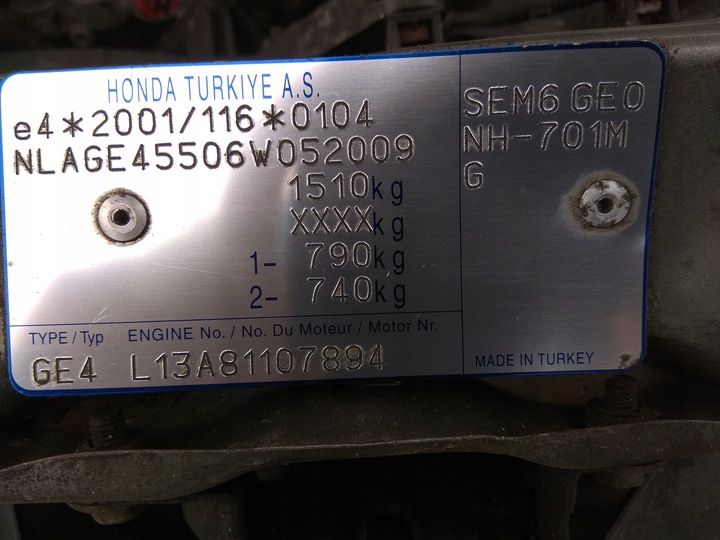 HONDA TURKIYE A.S.
e4*2001/116*0104
NLAGE45506W052009
1510kg
XXXXkg
1- 790kg
2- 740kg
SEM6 GE0
NH-701M
G
TYPE / Typ ENGINE No. / No. Du Moteur / Motor Nr.
GE4 L13A81107894
MADE IN TURKEY